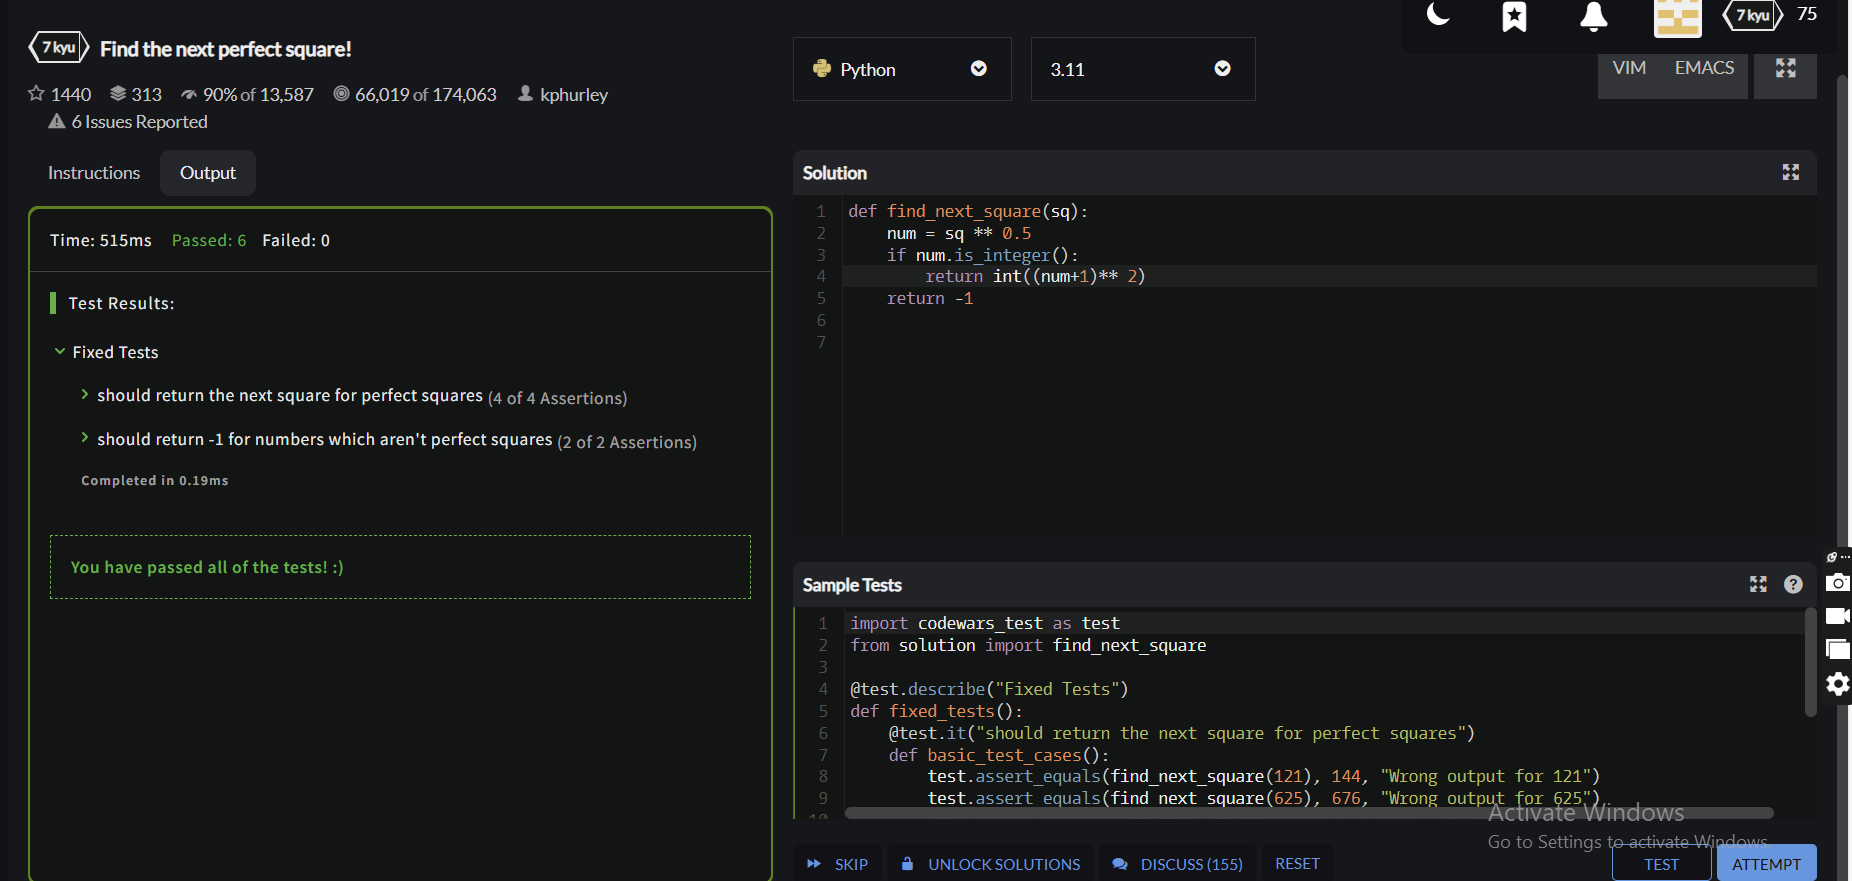 7 kyu Find the next perfect square!
1440 313 90% of 13,587 66,019 of 174,063 kphurley
6 Issues Reported
Instructions Output
Time: 515ms Passed: 6 Failed: 0
Test Results:
Fixed Tests
should return the next square for perfect squares (4 of 4 Assertions)
should return -1 for numbers which aren't perfect squares (2 of 2 Assertions)
Completed in 0.19ms
You have passed all of the tests! :)
7 kyu 75
Python 3.11 VIM EMACS
Solution
1 def find_next_square(sq):
2 num = sq ** 0.5
3 if num.is_integer():
4 return int((num+1)** 2)
5 return -1
6
7
Sample Tests
1 import codewars_test as test
2 from solution import find_next_square
3
4 @test.describe("Fixed Tests")
5 def fixed_tests():
6 @test.it("should return the next square for perfect squares")
7 def basic_test_cases():
8 test.assert_equals(find_next_square(121), 144, "Wrong output for 121")
9 test.assert_equals(find_next_square(625), 676, "Wrong output for 625")
10
Activate Windows
Go to Settings to activate Windows.
SKIP UNLOCK SOLUTIONS DISCUSS (155) RESET TEST ATTEMPT